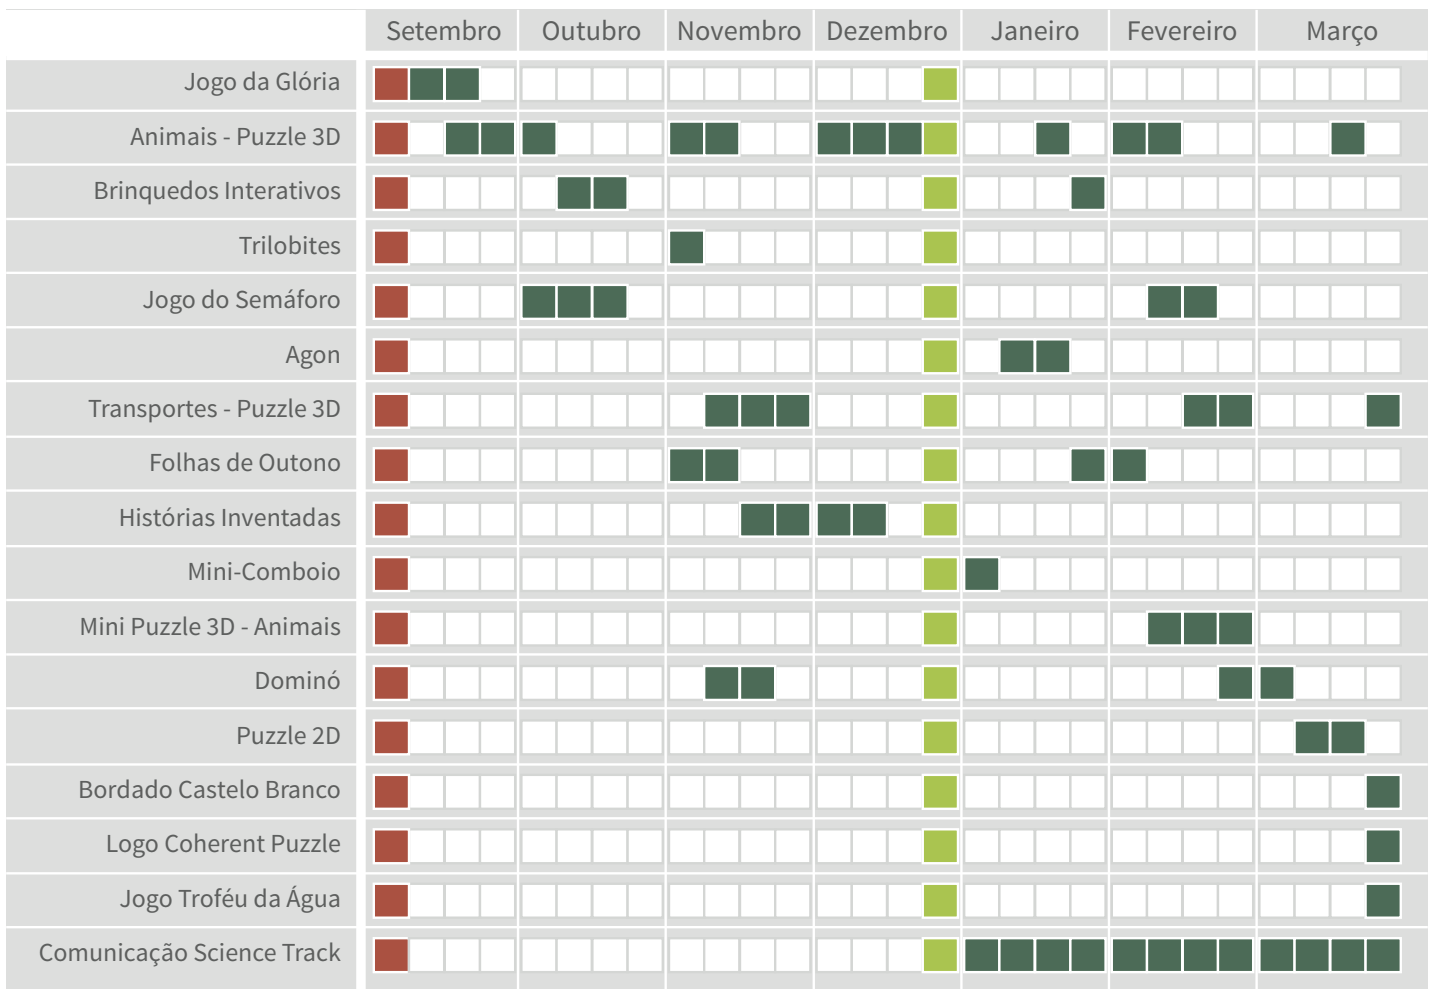 Setembro Outubro Novembro Dezembro Janeiro Fevereiro Março
Jogo da Glória
Animais - Puzzle 3D
Brinquedos Interativos
Trilobites
Jogo do Semáforo
Agon
Transportes - Puzzle 3D
Folhas de Outono
Histórias Inventadas
Mini-Comboio
Mini Puzzle 3D - Animais
Dominó
Puzzle 2D
Bordado Castelo Branco
Logo Coherent Puzzle
Jogo Troféu da Água
Comunicação Science Track